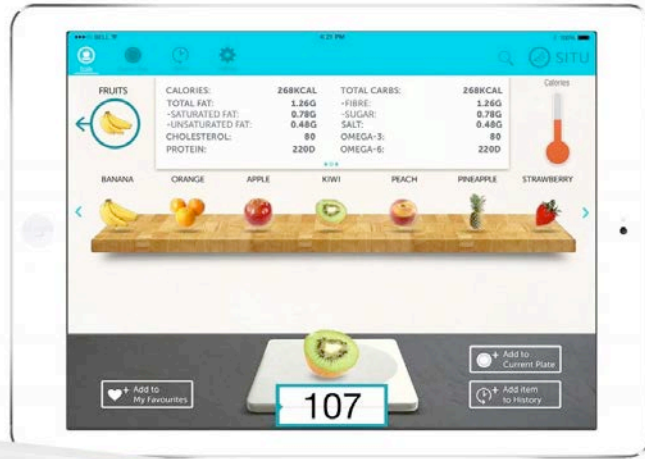 BELL
4:21 PM
100%
SITU
FRUITS
CALORIES: 268KCAL
TOTAL FAT: 1.26G
-SATURATED FAT: 0.78G
-UNSATURATED FAT: 0.48G
CHOLESTEROL: 80
PROTEIN: 220D
TOTAL CARBS: 268KCAL
-FIBRE: 1.26G
-SUGAR: 0.78G
SALT: 0.48G
OMEGA-3: 80
OMEGA-6: 220D
Calories
BANANA
ORANGE
APPLE
KIWI
PEACH
PINEAPPLE
STRAWBERRY
107
+ Add to
My Favourites
+ Add to
Current Plate
+ Add item
to History